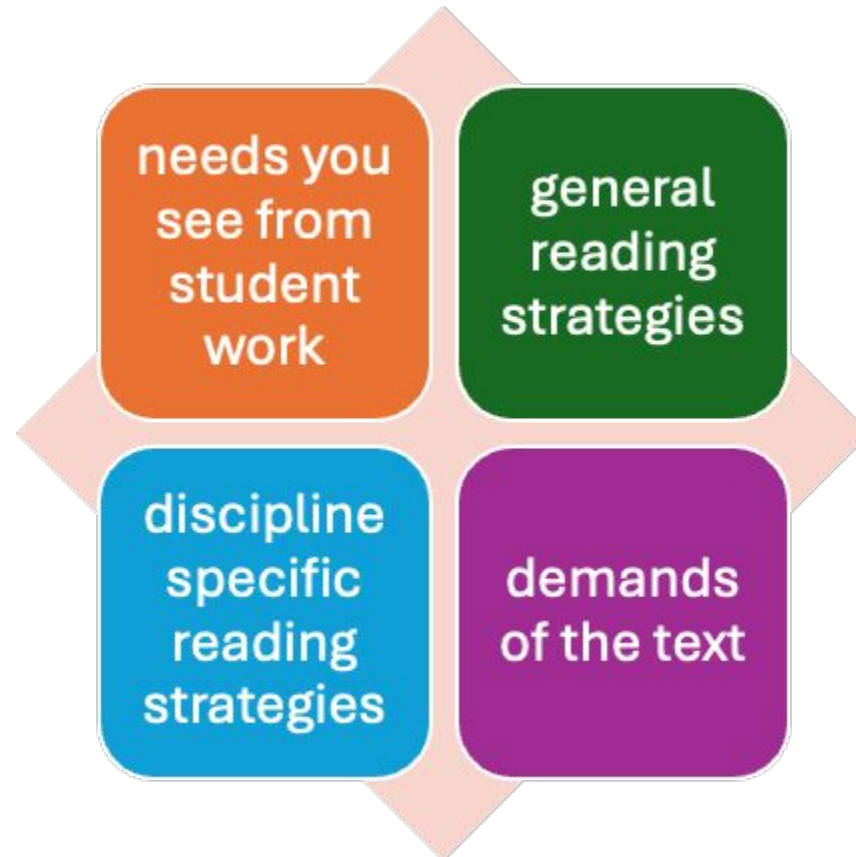 needs you
see from
student
work
general
reading
strategies
discipline
specific
reading
strategies
demands
of the text